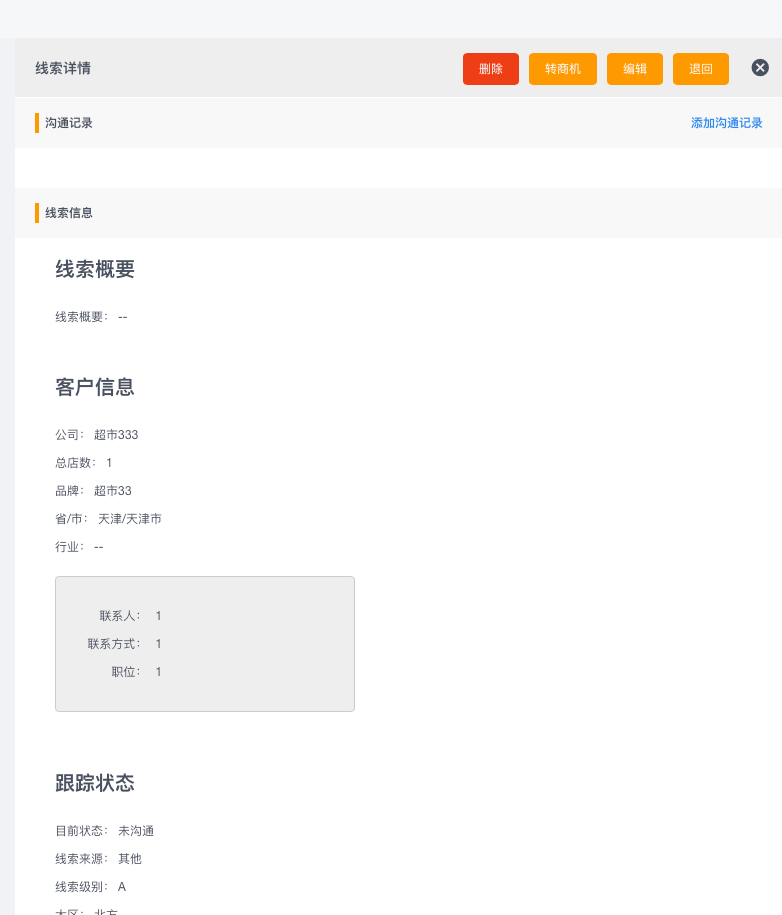 线索详情
删除
转商机
编辑
退回
沟通记录
添加沟通记录
线索信息
线索概要
线索概要： --
客户信息
公司： 超市333
总店数： 1
品牌： 超市33
省/市： 天津/天津市
行业： --
联系人： 1
联系方式： 1
职位： 1
跟踪状态
目前状态： 未沟通
线索来源： 其他
线索级别： A
大区： 北方